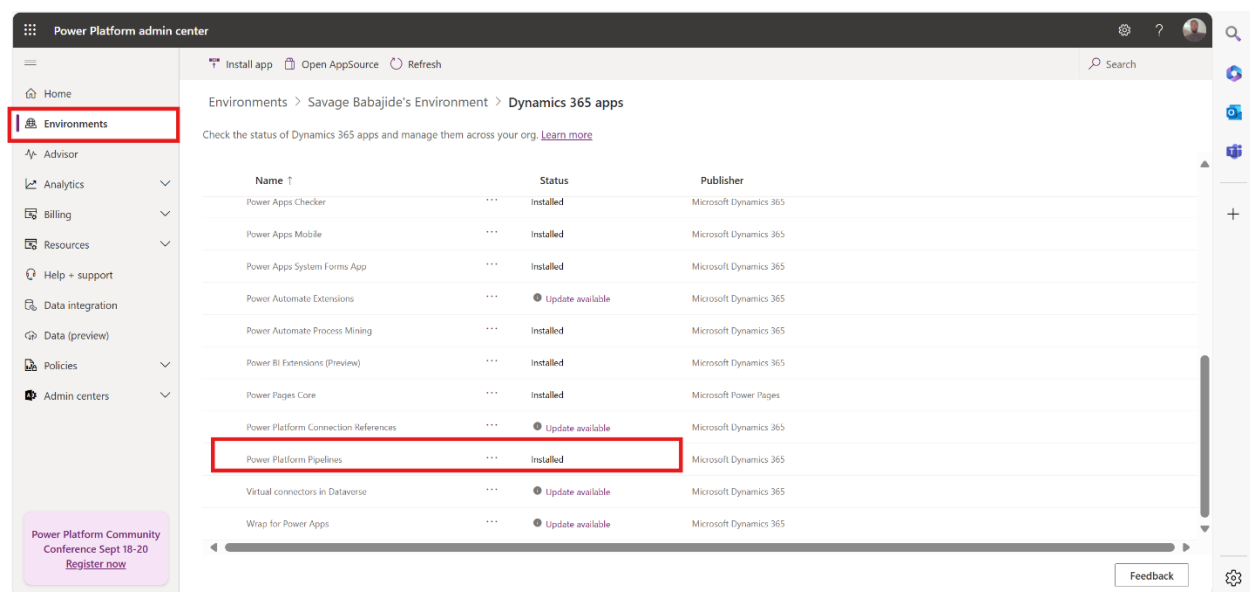 Power Platform admin center
?
Install app Open AppSource Refresh
Search
Home
Environments
Advisor
Analytics
Billing
Resources
Help + support
Data integration
Data (preview)
Policies
Admin centers
Power Platform Community
Conference Sept 18-20
Register now
Environments > Savage Babajide's Environment > Dynamics 365 apps
Check the status of Dynamics 365 apps and manage them across your org. Learn more
Name ↑ Status Publisher
Power Apps Checker ... Installed Microsoft Dynamics 365
Power Apps Mobile ... Installed Microsoft Dynamics 365
Power Apps System Forms App ... Installed Microsoft Dynamics 365
Power Automate Extensions ... Update available Microsoft Dynamics 365
Power Automate Process Mining ... Installed Microsoft Dynamics 365
Power BI Extensions (Preview) ... Installed Microsoft Dynamics 365
Power Pages Core ... Installed Microsoft Power Pages
Power Platform Connection References ... Update available Microsoft Dynamics 365
Power Platform Pipelines ... Installed Microsoft Dynamics 365
Virtual connectors in Dataverse ... Update available Microsoft Dynamics 365
Wrap for Power Apps ... Update available Microsoft Dynamics 365
Feedback